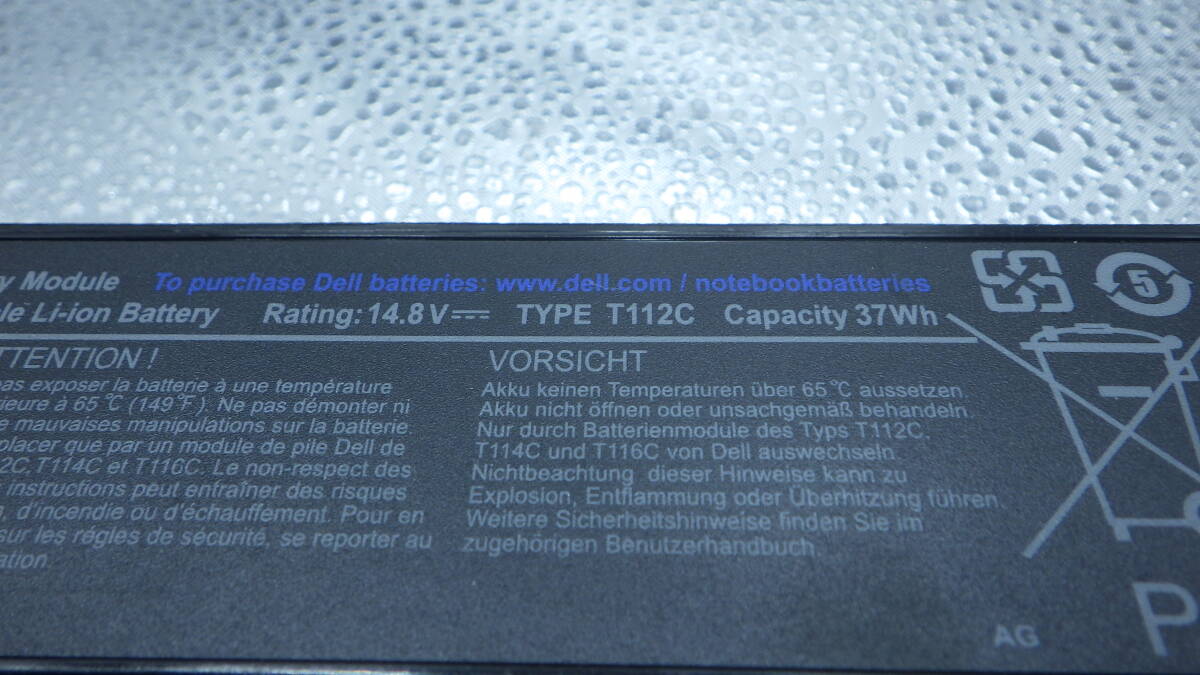 y Module To purchase Dell batteries: www.dell.com / notebookbatteries
le Li-ion Battery Rating: 14.8V TYPE T112C Capacity 37Wh
5
TTENTION !
pas exposer la batterie à une température
rieure à 65°C (149°F). Ne pas démonter ni
e mauvaises manipulations sur la batterie.
placer que par un module de pile Dell de
2C, T114C et T116C. Le non-respect des
instructions peut entraîner des risques
n, d'incendie ou d'échauffement. Pour en
sur les régles de sécurité, se reporter au
ation.
VORSICHT
Akku keinen Temperaturen über 65°C aussetzen.
Akku nicht öffnen oder unsachgemäß behandeln.
Nur durch Batterienmodule des Typs T112C,
T114C und T116C von Dell auswechseln.
Nichtbeachtung dieser Hinweise kann zu
Explosion, Entflammung oder Überhitzung führen.
Weitere Sicherheitshinweise finden Sie im
zugehörigen Benutzerhandbuch.
AG
P